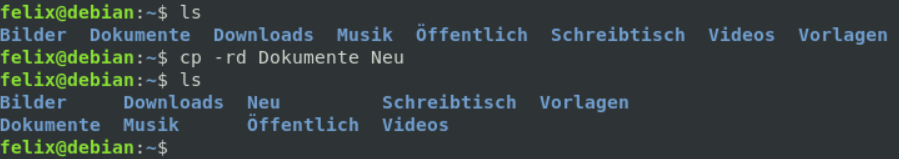 felix@debian:~$ ls
Bilder Dokumente Downloads Musik Öffentlich Schreibtisch Videos Vorlagen
felix@debian:~$ cp -rd Dokumente Neu
felix@debian:~$ ls
Bilder Downloads Neu Schreibtisch Vorlagen
Dokumente Musik Öffentlich Videos
felix@debian:~$